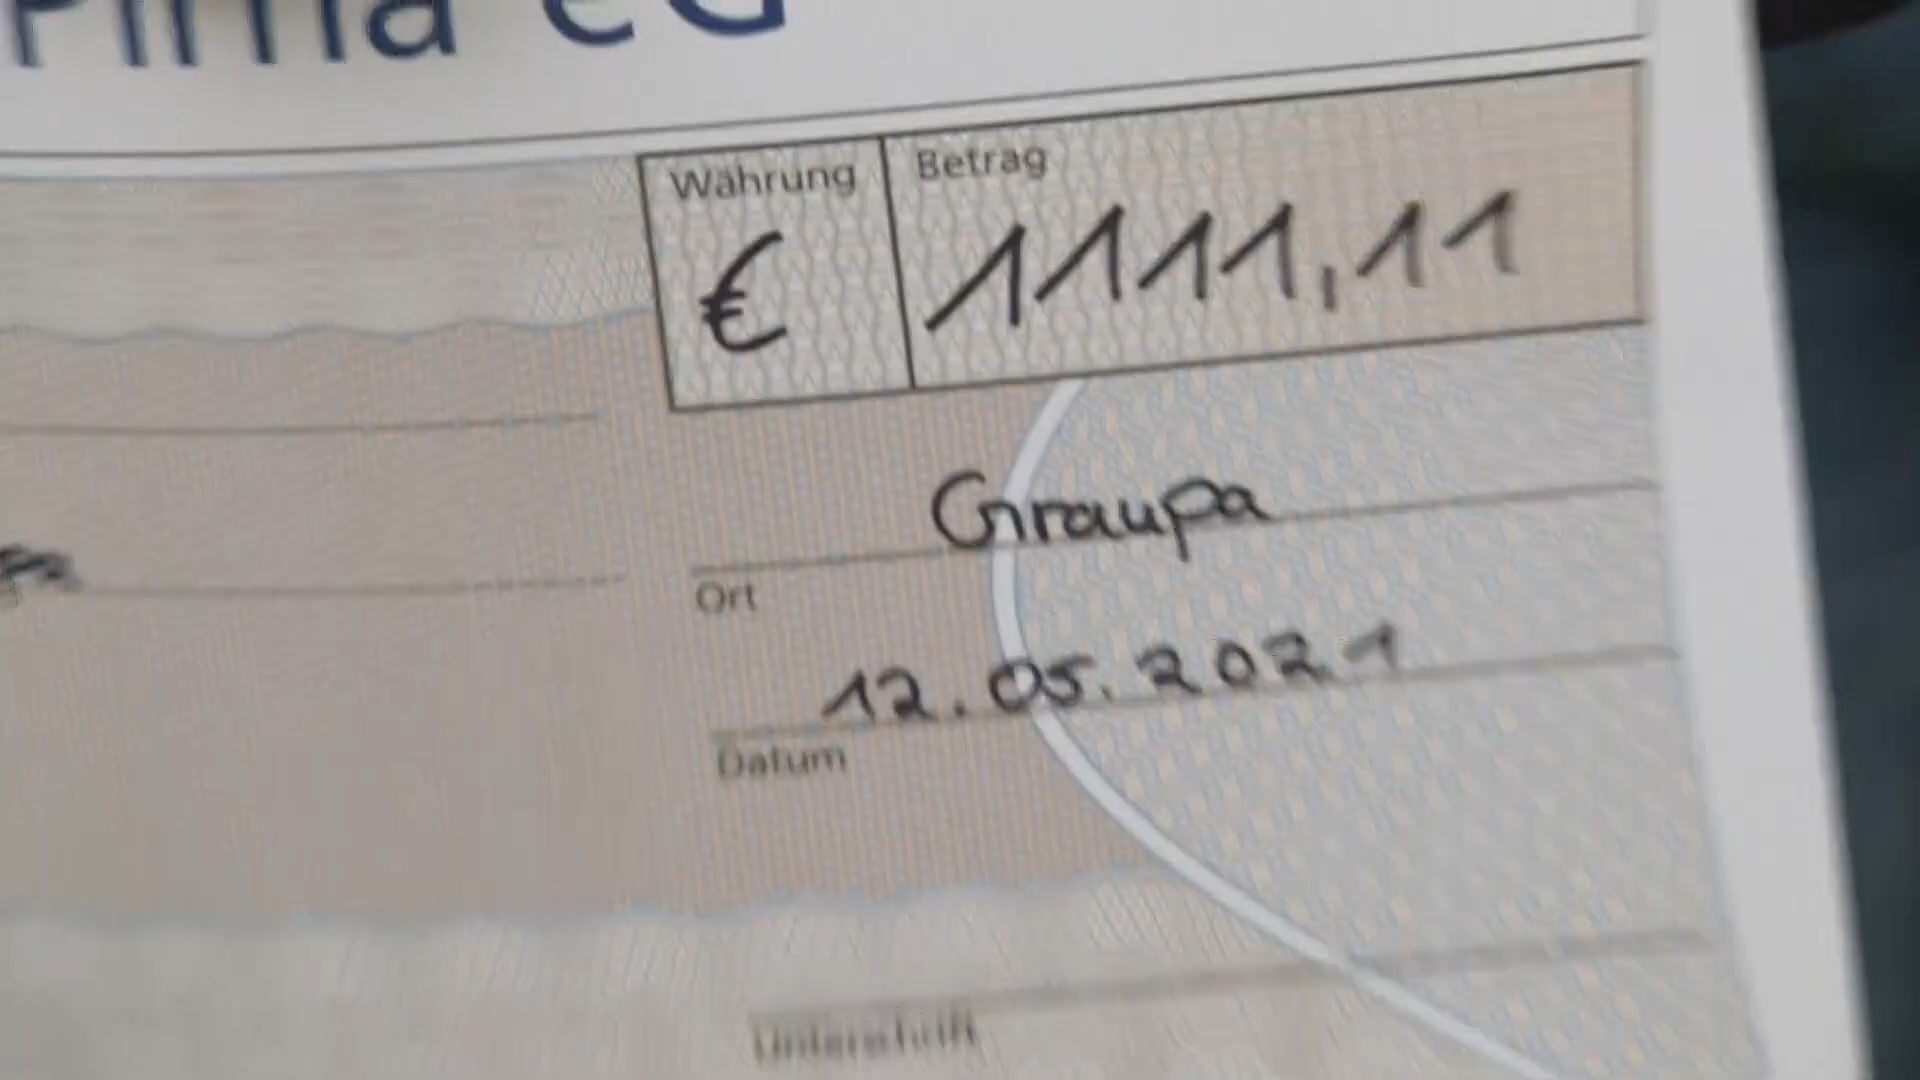 Pirna eG
Währung Betrag
€ 1111,11
Graupa
Ort
12.05.2021
Datum
Unterschrift